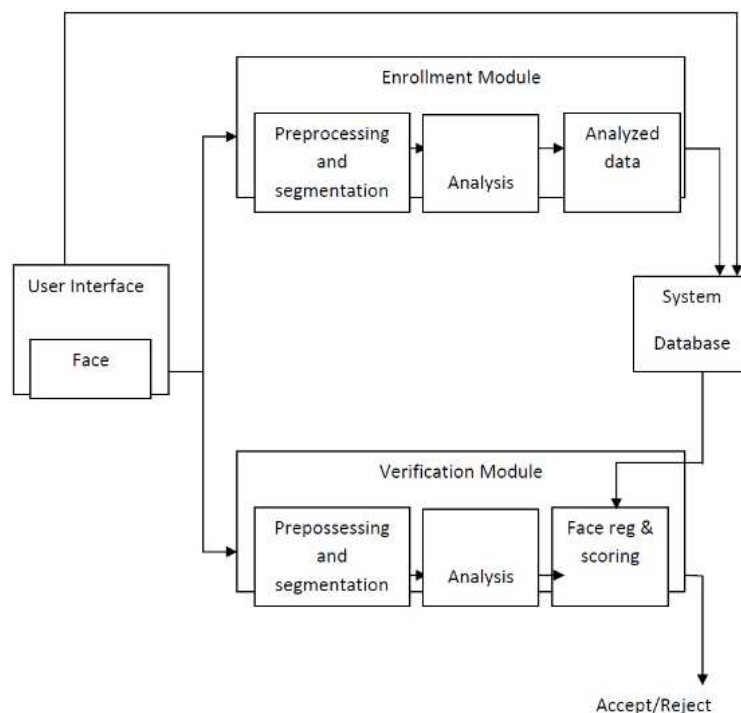 Enrollment Module
Preprocessing
and
segmentation
Analysis
Analyzed
data
User Interface
Face
System
Database
Verification Module
Prepossessing
and
segmentation
Analysis
Face reg &
scoring
Accept/Reject